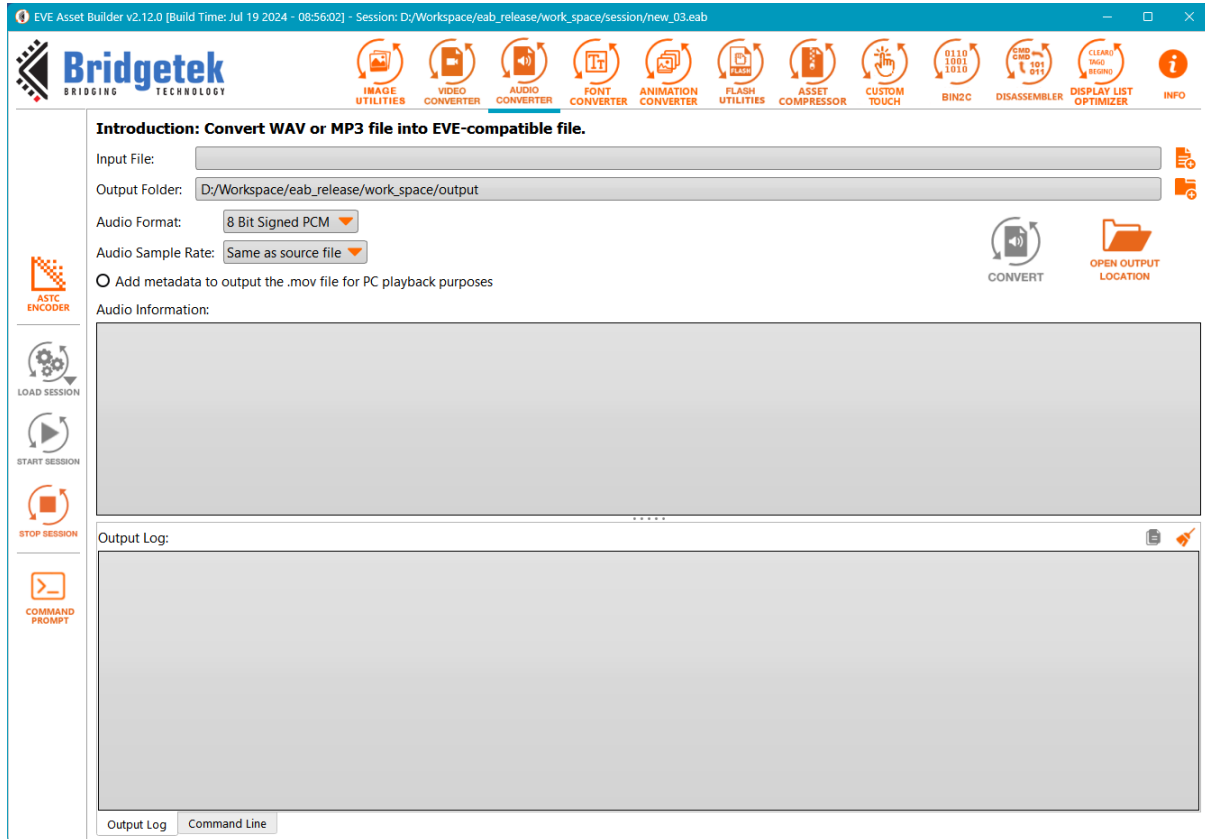 EVE Asset Builder v2.12.0 [Build Time: Jul 19 2024 - 08:56:02] - Session: D:/Workspace/eab_release/work_space/session/new_03.eab
Bridgetek
BRIDGING TECHNOLOGY
IMAGE
UTILITIES
VIDEO
CONVERTER
AUDIO
CONVERTER
TT
FONT
CONVERTER
ANIMATION
CONVERTER
FLASH
FLASH
UTILITIES
ASSET
COMPRESSOR
CUSTOM
TOUCH
0110
1001
1010
BIN2C
CMD
CMD
101
011
DISASSEMBLER
CLEAR()
TAG()
BEGIN()
DISPLAY LIST
OPTIMIZER
i
INFO
Introduction: Convert WAV or MP3 file into EVE-compatible file.
Input File:
Output Folder: D:/Workspace/eab_release/work_space/output
Audio Format: 8 Bit Signed PCM
Audio Sample Rate: Same as source file
Add metadata to output the .mov file for PC playback purposes
CONVERT
OPEN OUTPUT
LOCATION
Audio Information:
ASTC
ENCODER
LOAD SESSION
START SESSION
STOP SESSION
COMMAND
PROMPT
Output Log:
Output Log Command Line